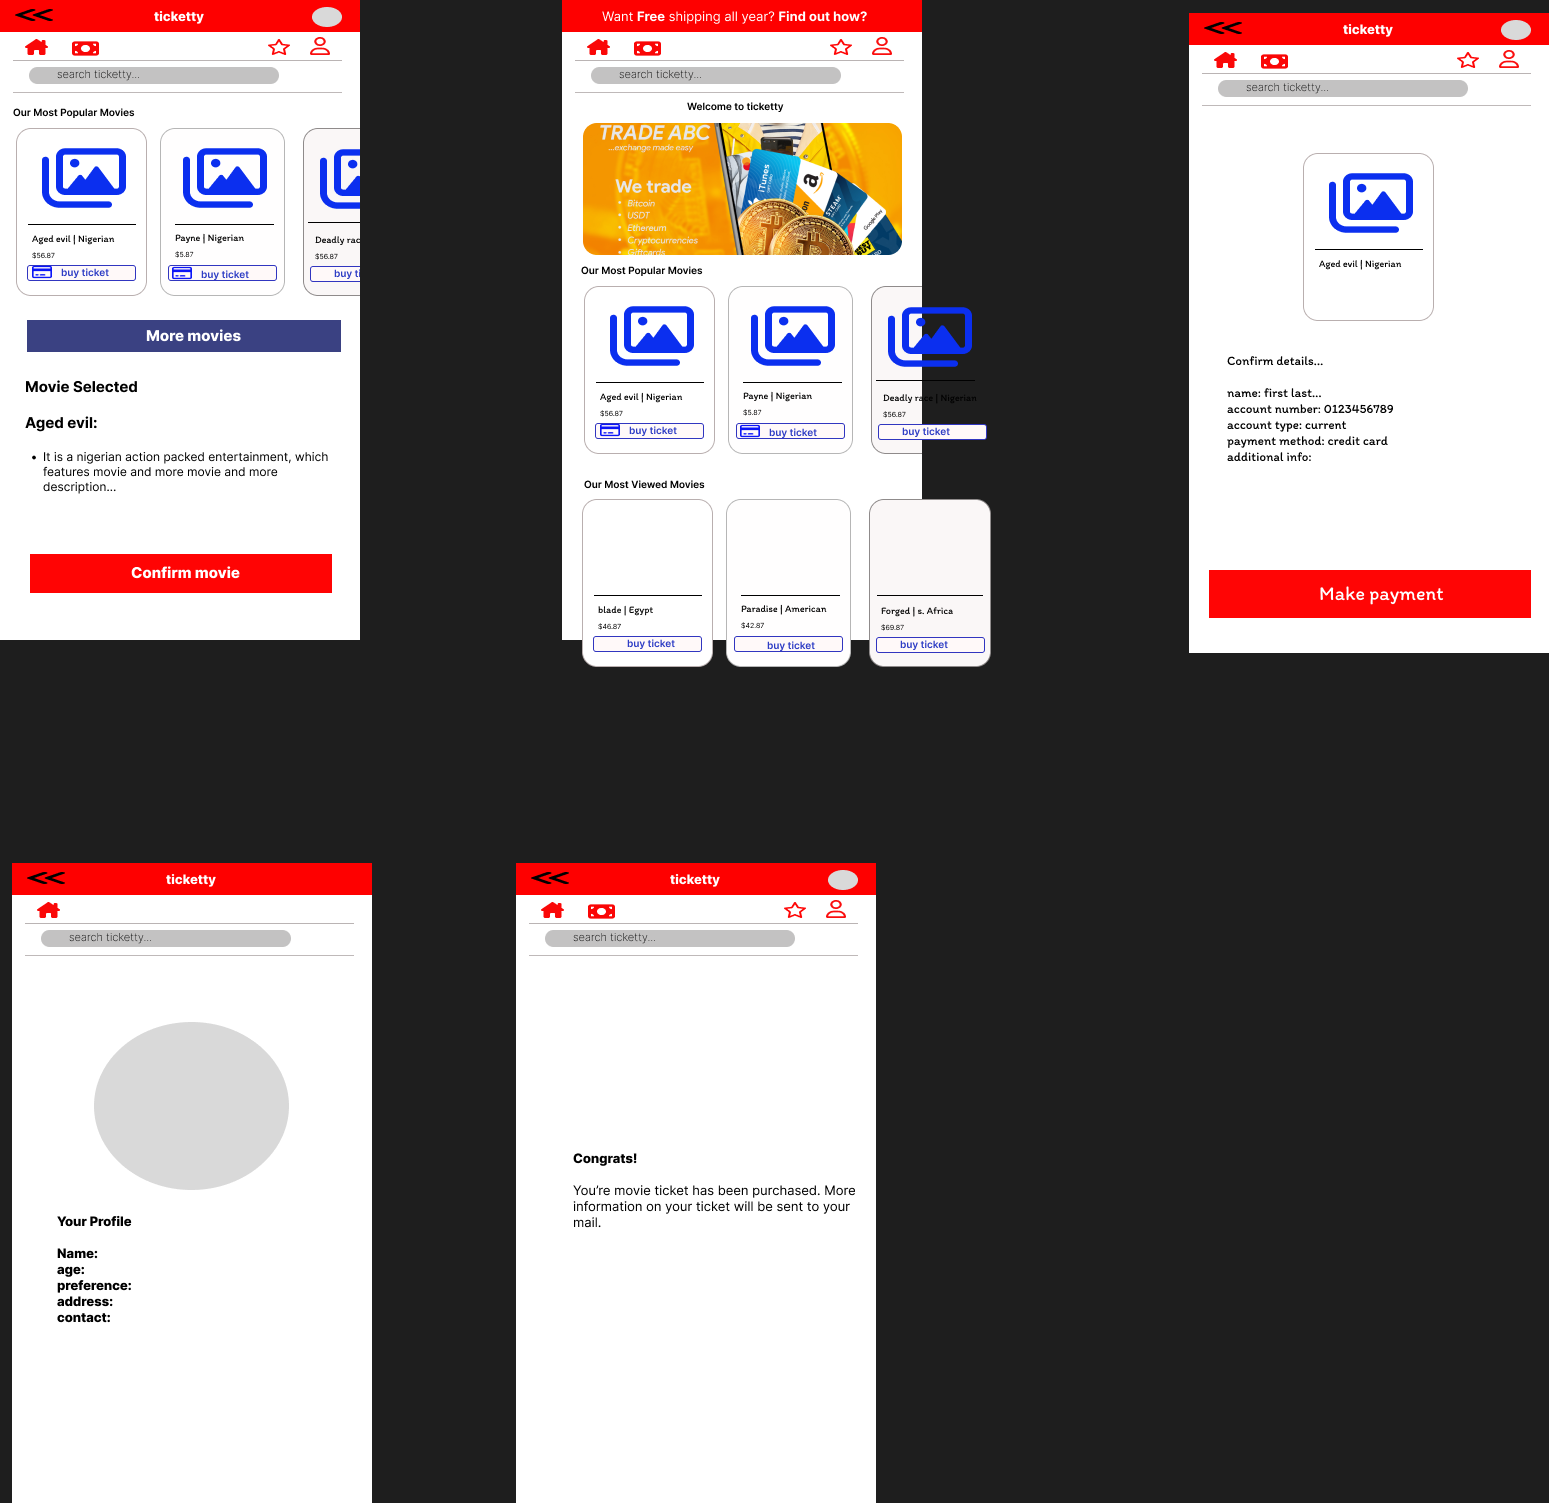 ticketty
search ticketty...
Our Most Popular Movies
Aged evil | Nigerian
$56.87
buy ticket
Payne | Nigerian
$5.87
buy ticket
Deadly rac
$56.87
buy ti
More movies
Movie Selected
Aged evil:
• It is a nigerian action packed entertainment, which
features movie and more movie and more
description...
Confirm movie
Want Free shipping all year? Find out how?
search ticketty...
Welcome to ticketty
TRADE ABC
...exchange made easy
We trade
• Bitcoin
• USDT
• Ethereum
• Cryptocurrencies
• Giftcards
iTunes
a
STEAM
Google Play
Our Most Popular Movies
Aged evil | Nigerian
$56.87
buy ticket
Payne | Nigerian
$5.87
buy ticket
Deadly race | Nigerian
$56.87
buy ticket
Our Most Viewed Movies
blade | Egypt
$46.87
buy ticket
Paradise | American
$42.87
buy ticket
Forged | s. Africa
$69.87
buy ticket
<< ticketty
search ticketty...
Aged evil | Nigerian
Confirm details...
name: first last...
account number: 0123456789
account type: current
payment method: credit card
additional info:
Make payment
<< ticketty
search ticketty...
Your Profile
Name:
age:
preference:
address:
contact:
<< ticketty
search ticketty...
Congrats!
You're movie ticket has been purchased. More
information on your ticket will be sent to your
mail.